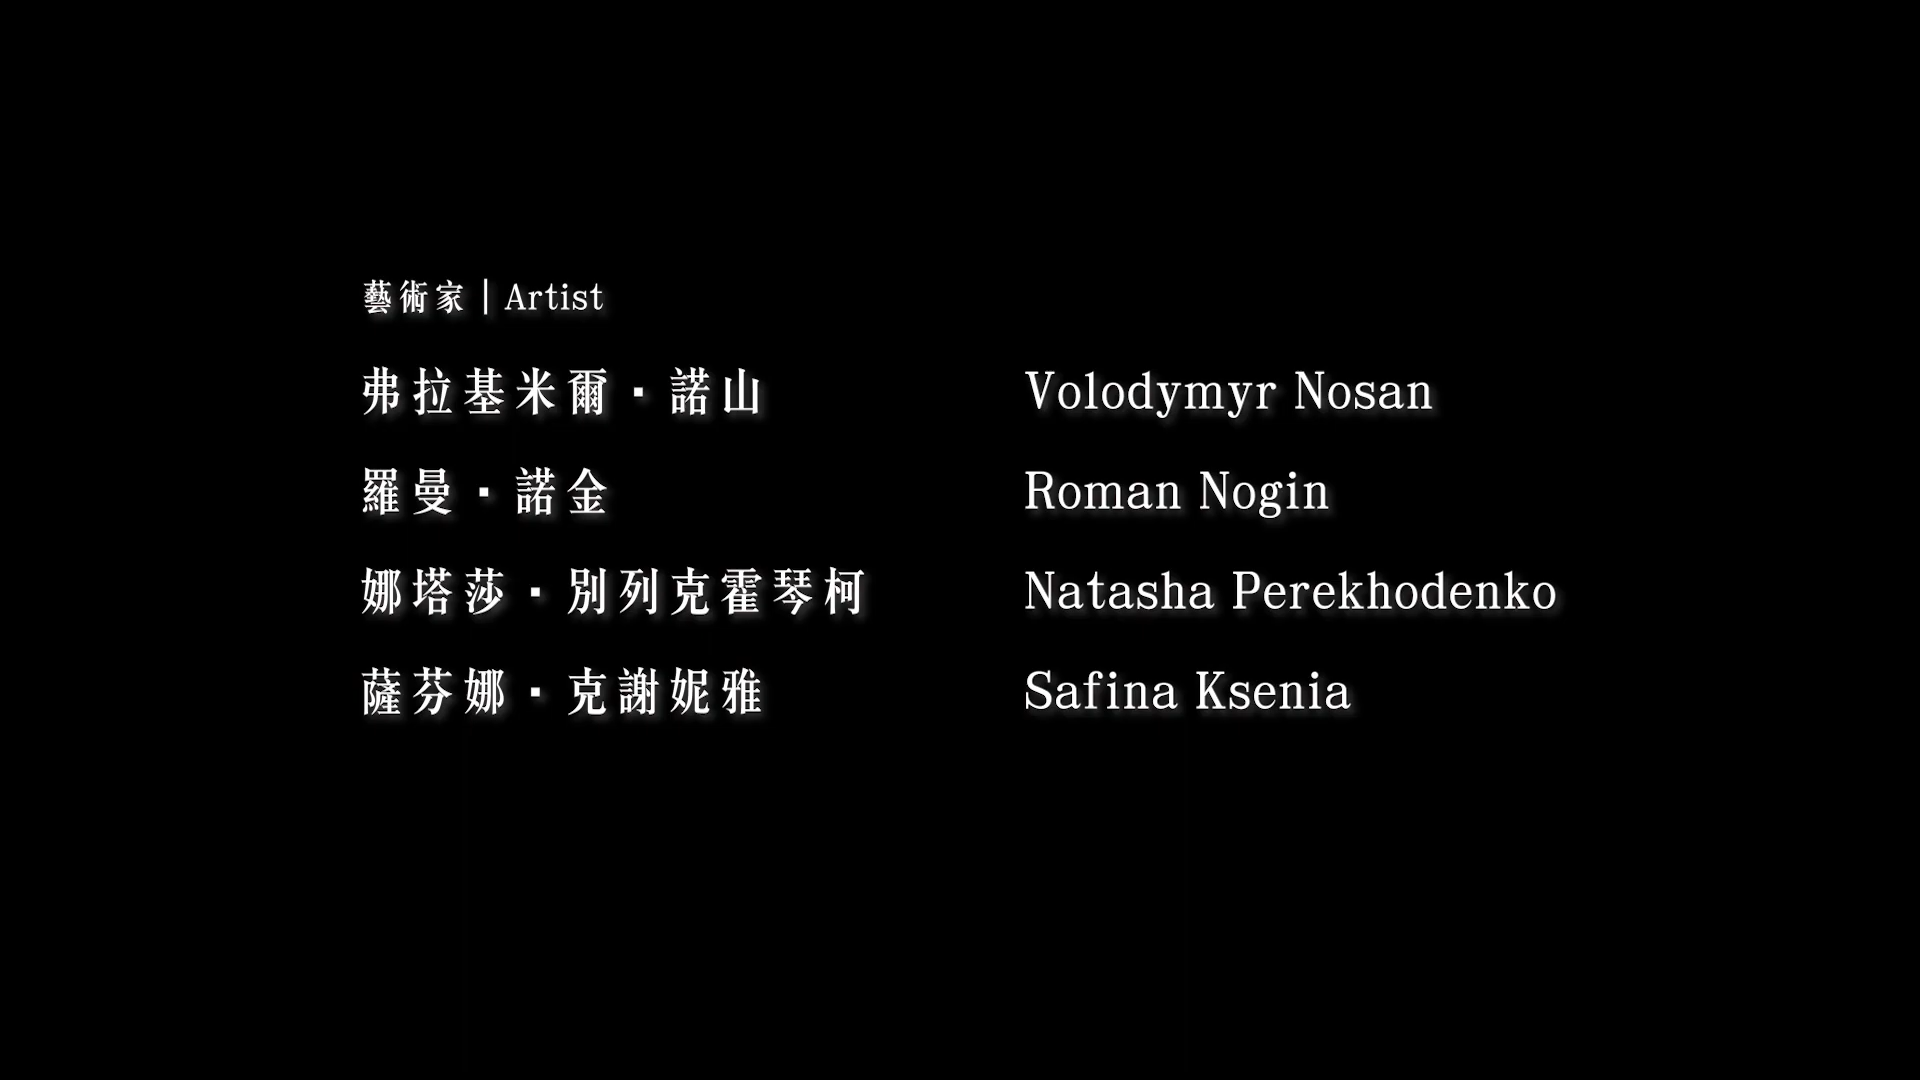 藝術家｜Artist
弗拉基米爾·諾山 Volodymyr Nosan
羅曼·諾金 Roman Nogin
娜塔莎·別列克霍琴柯 Natasha Perekhodenko
薩芬娜·克謝妮雅 Safina Ksenia